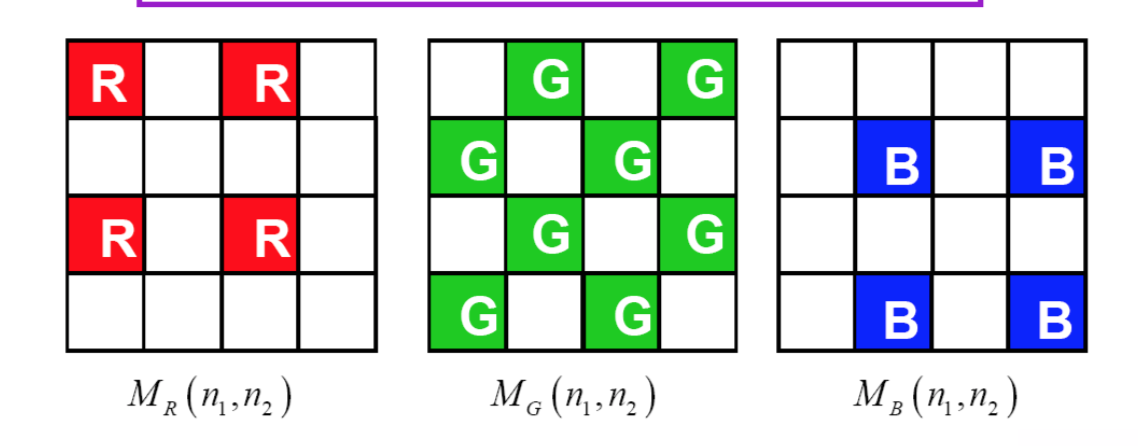 R R G G
G G B B
R R G G
G G B B
M_R(n_1,n_2) M_G(n_1,n_2) M_B(n_1,n_2)